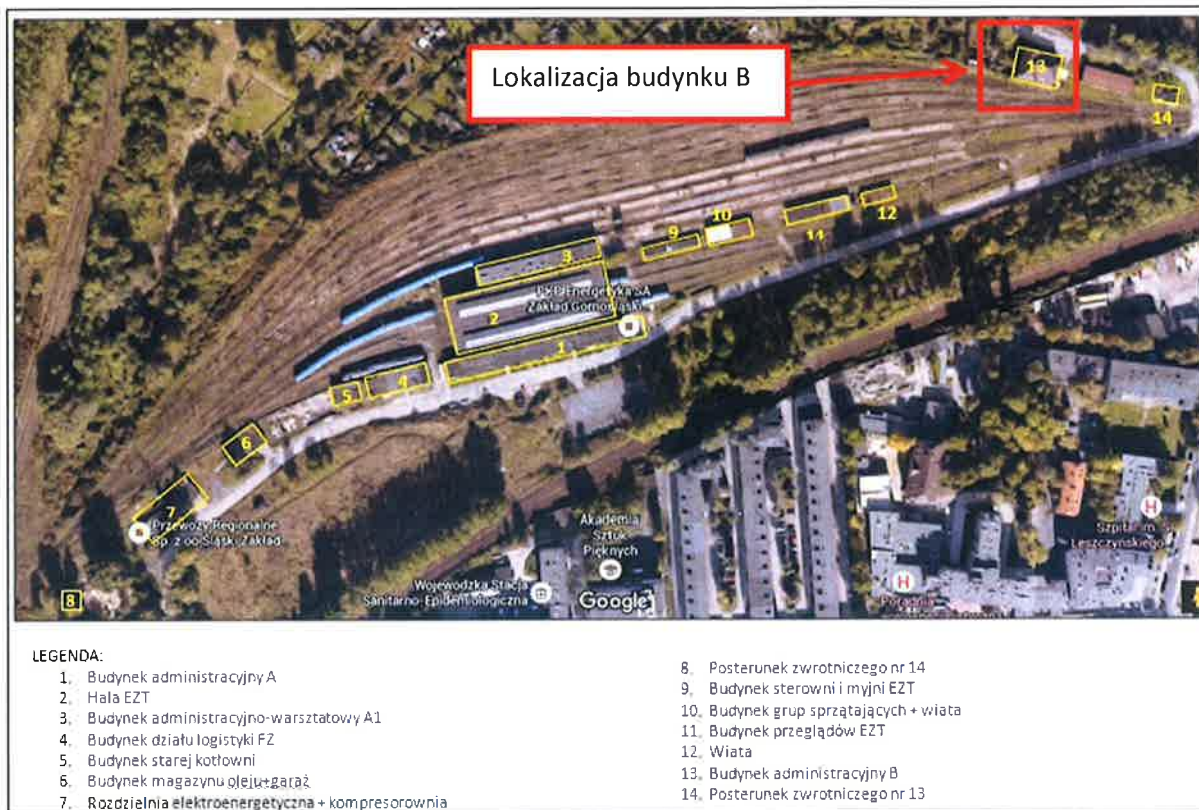 Lokalizacja budynku B
13
14
12
10
11
9
3
PKP Energetyka SA
Zakład Górnośląski
2
1
4
5
6
7
Przewozy Regionalne
Sp. z oo Śląski Zakład
8
Akademia
Sztuk
Pięknych
Wojewódzka Stacja
Sanitarno-Epidemiologiczna
Google
Szpital im. S.
Leszczyńskiego
H
H
Poradnia
LEGENDA:
1. Budynek administracyjny A
2. Hala EZT
3. Budynek administracyjno-warsztatowy A1
4. Budynek działu logistyki FZ
5. Budynek starej kotłowni
6. Budynek magazynu oleju+garaż
7. Rozdzielnia elektroenergetyczna + kompresorownia
8. Posterunek zwrotniczego nr 14
9. Budynek sterowni i myjni EZT
10. Budynek grup sprzątających + wiata
11. Budynek przeglądów EZT
12. Wiata
13. Budynek administracyjny B
14. Posterunek zwrotniczego nr 13